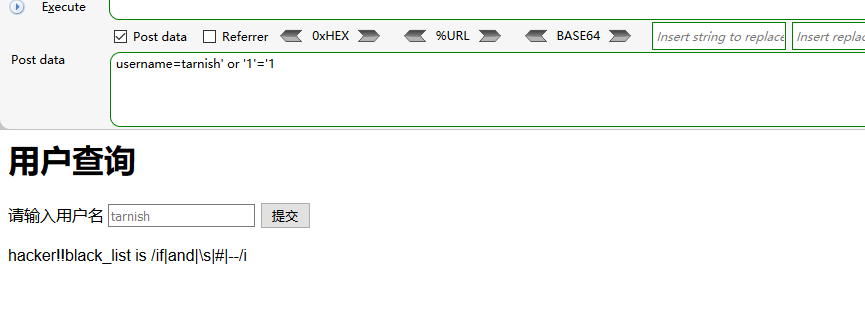 Execute
Post data Referrer 0xHEX %URL BASE64 Insert string to replace Insert replac
Post data
username=tarnish' or '1'='1
用户查询
请输入用户名 tarnish 提交
hacker!!black_list is /if|and|\s|#|--/i